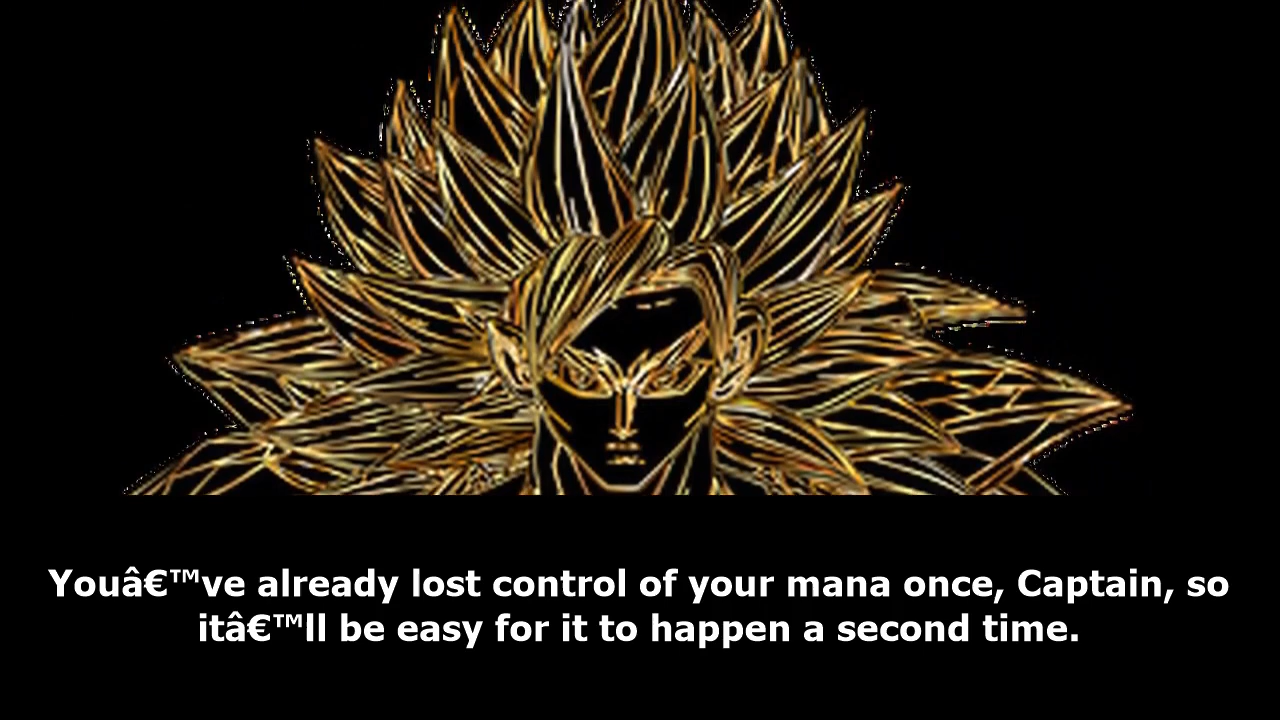 Youâ€™ve already lost control of your mana once, Captain, so
itâ€™ll be easy for it to happen a second time.